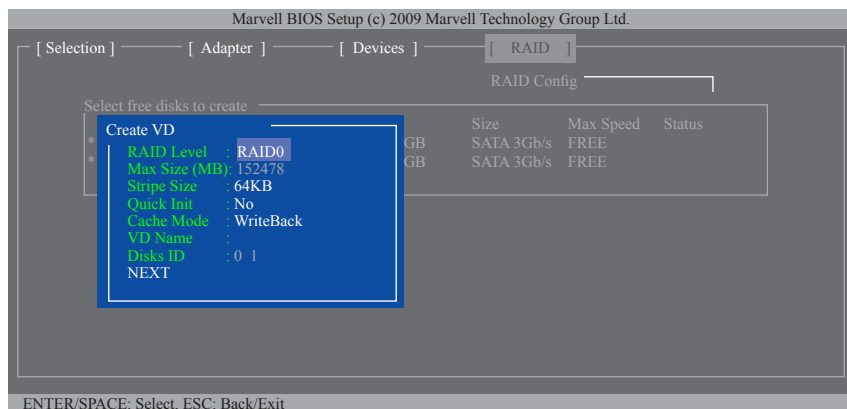 Marvell BIOS Setup (c) 2009 Marvell Technology Group Ltd.
[ Selection ] [ Adapter ] [ Devices ] [ RAID ]
RAID Config
Select free disks to create
Size Max Speed Status
* GB SATA 3Gb/s FREE
* GB SATA 3Gb/s FREE
Create VD
RAID Level : RAID0
Max Size (MB): 152478
Stripe Size : 64KB
Quick Init : No
Cache Mode : WriteBack
VD Name :
Disks ID : 0 1
NEXT
ENTER/SPACE: Select, ESC: Back/Exit